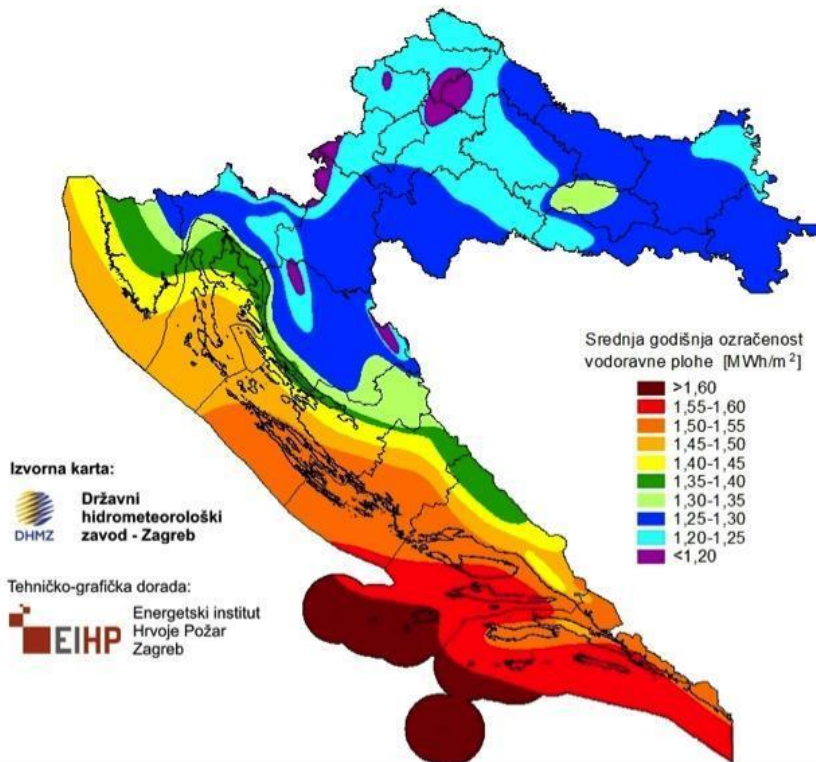 Srednja godišnja ozračenost
vodoravne plohe [MWh/m²]
>1,60
1,55-1,60
1,50-1,55
1,45-1,50
1,40-1,45
1,35-1,40
1,30-1,35
1,25-1,30
1,20-1,25
<1,20
Izvorna karta:
DHMZ
Državni
hidrometeorološki
zavod - Zagreb
Tehničko-grafička dorada:
EIHP
Energetski institut
Hrvoje Požar
Zagreb